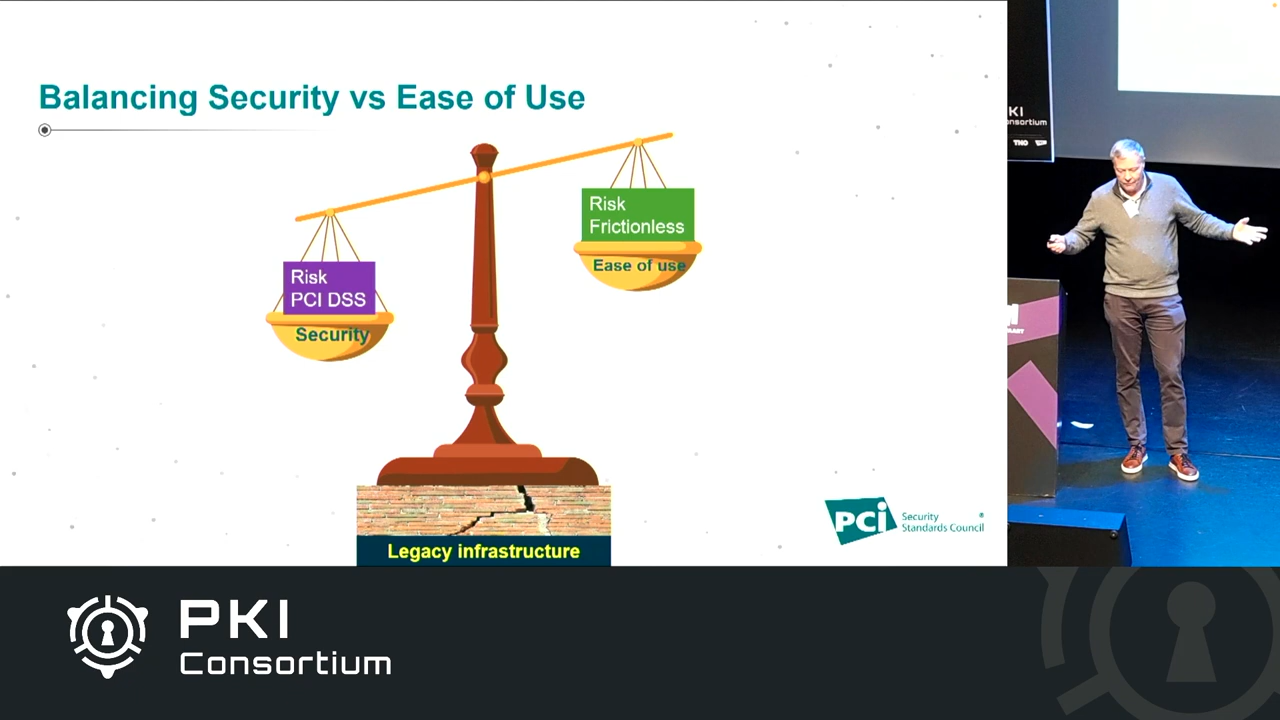 Balancing Security vs Ease of Use
Risk
Frictionless
Ease of use
Risk
PCI DSS
Security
Legacy infrastructure
PCi Security
Standards Council ®
KI
onsortium
TNO
PKI
Consortium